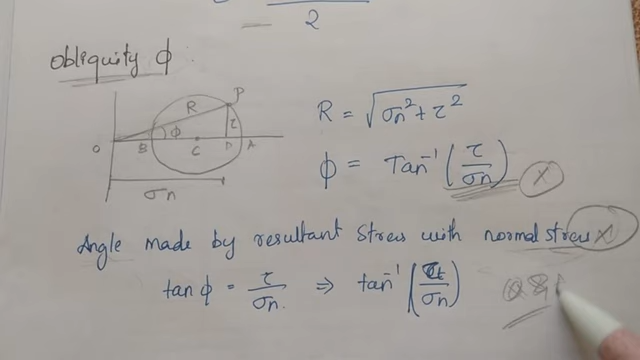 2
obliquity ϕ :
P
R
ϕ
τ
O B C D A
σn
R = √σn² + τ²
ϕ = Tan⁻¹ (τ/σn) X
Angle made by resultant stress with normal stress X
tan ϕ = τ/σn. ⇒ tan⁻¹ (σt/σn)